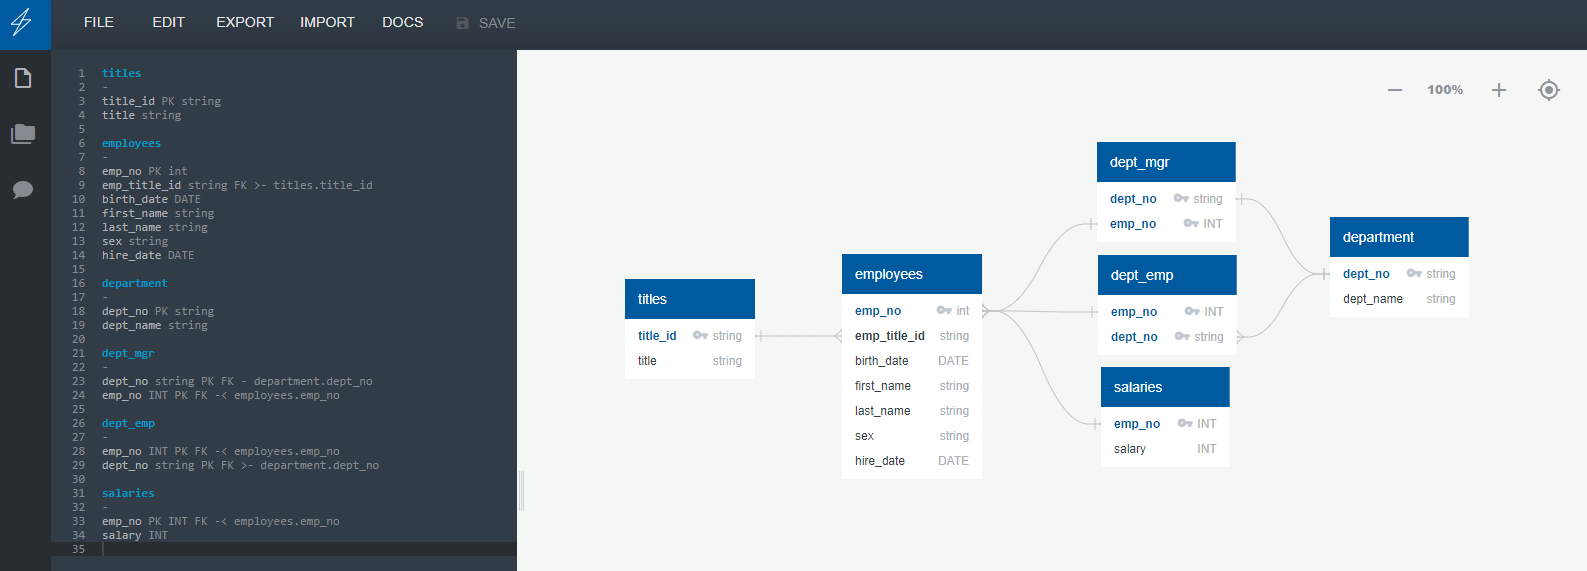 FILE EDIT EXPORT IMPORT DOCS SAVE
1 titles
2 -
3 title_id PK string
4 title string
5
6 employees
7 -
8 emp_no PK int
9 emp_title_id string FK >- titles.title_id
10 birth_date DATE
11 first_name string
12 last_name string
13 sex string
14 hire_date DATE
15
16 department
17 -
18 dept_no PK string
19 dept_name string
20
21 dept_mgr
22 -
23 dept_no string PK FK - department.dept_no
24 emp_no INT PK FK -< employees.emp_no
25
26 dept_emp
27 -
28 emp_no INT PK FK -< employees.emp_no
29 dept_no string PK FK >- department.dept_no
30
31 salaries
32 -
33 emp_no PK INT FK -< employees.emp_no
34 salary INT
35
100%
titles
title_id string
title string
employees
emp_no int
emp_title_id string
birth_date DATE
first_name string
last_name string
sex string
hire_date DATE
dept_mgr
dept_no string
emp_no INT
dept_emp
emp_no INT
dept_no string
salaries
emp_no INT
salary INT
department
dept_no string
dept_name string